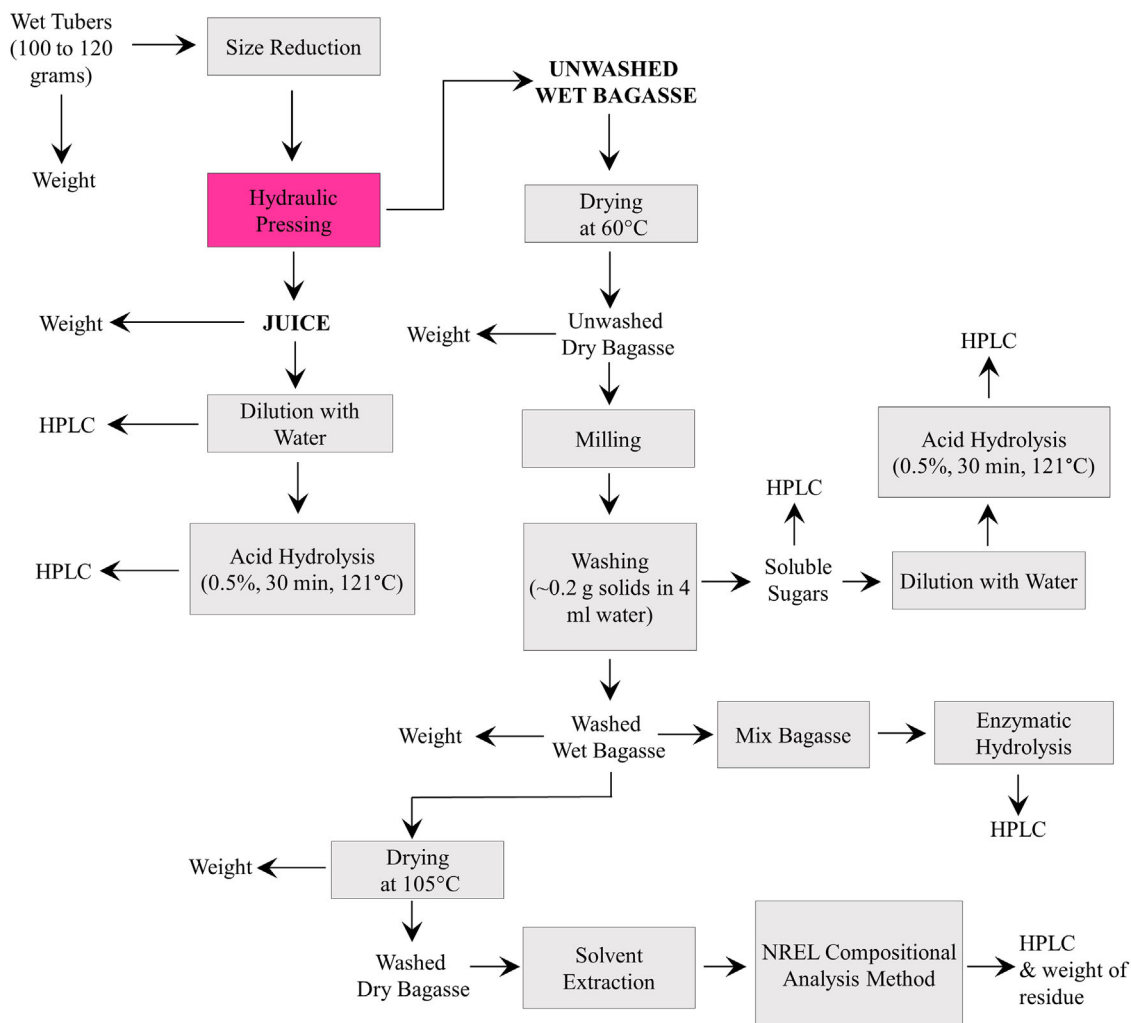 Wet Tubers
(100 to 120
grams)
Size Reduction
UNWASHED
WET BAGASSE
Weight
Hydraulic
Pressing
Drying
at 60°C
Weight
JUICE
Weight
Unwashed
Dry Bagasse
HPLC
HPLC
Dilution with
Water
Milling
Acid Hydrolysis
(0.5%, 30 min, 121°C)
HPLC
HPLC
Acid Hydrolysis
(0.5%, 30 min, 121°C)
Washing
(~0.2 g solids in 4
ml water)
Soluble
Sugars
Dilution with Water
Weight
Washed
Wet Bagasse
Mix Bagasse
Enzymatic
Hydrolysis
HPLC
Weight
Drying
at 105°C
Washed
Dry Bagasse
Solvent
Extraction
NREL Compositional
Analysis Method
HPLC
& weight of
residue